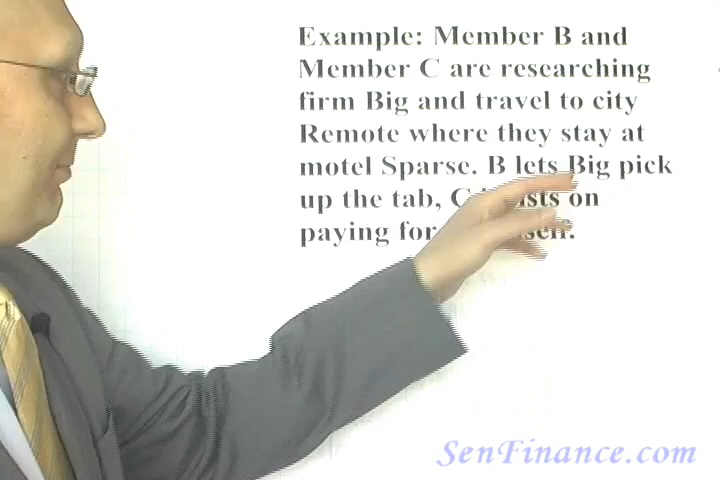 Example: Member B and
Member C are researching
firm Big and travel to city
Remote where they stay at
motel Sparse. B lets Big pick
up the tab, C on
paying for
SenFinance.com